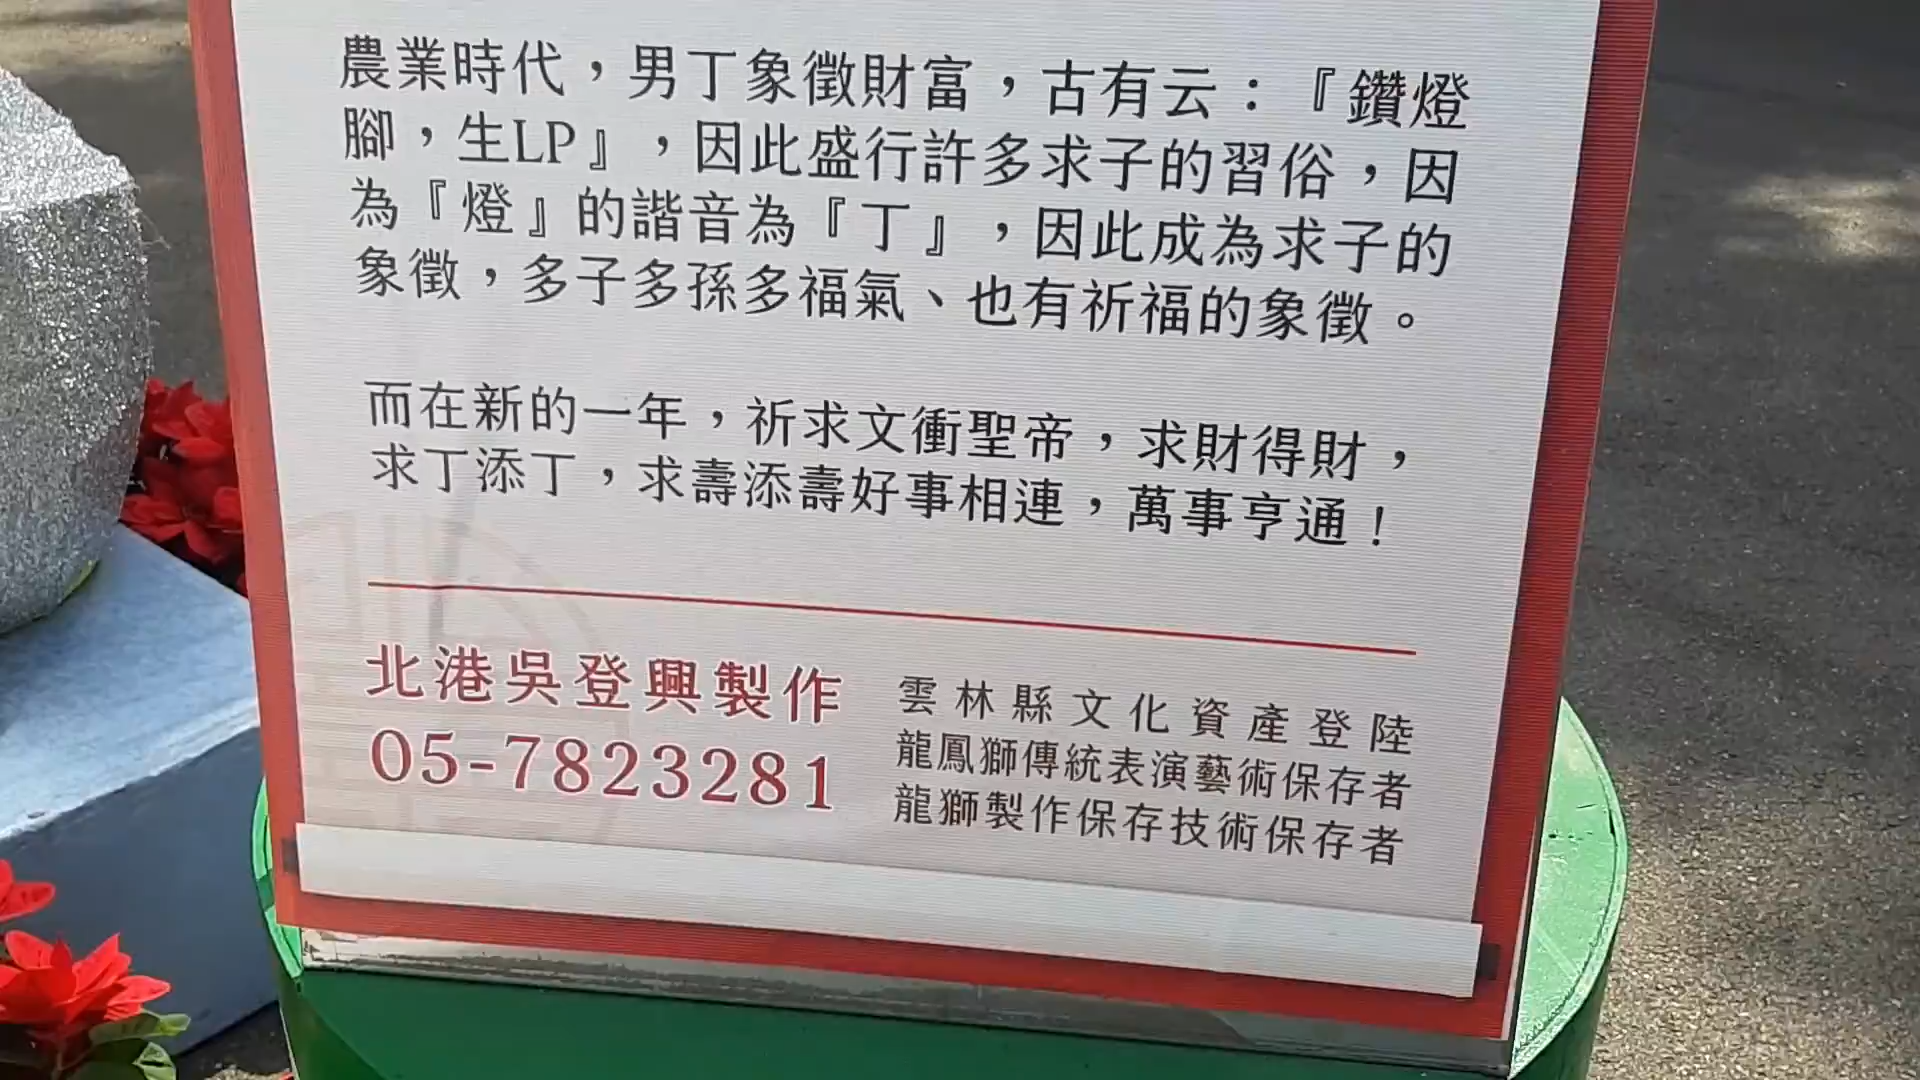 農業時代，男丁象徵財富，古有云：『鑽燈
腳，生LP』，因此盛行許多求子的習俗，因
為『燈』的諧音為『丁』，因此成為求子的
象徵，多子多孫多福氣、也有祈福的象徵。
而在新的一年，祈求文衝聖帝，求財得財，
求丁添丁，求壽添壽好事相連，萬事亨通！
北港吳登興製作
05-7823281
雲林縣文化資產登陸
龍鳳獅傳統表演藝術保存者
龍獅製作保存技術保存者